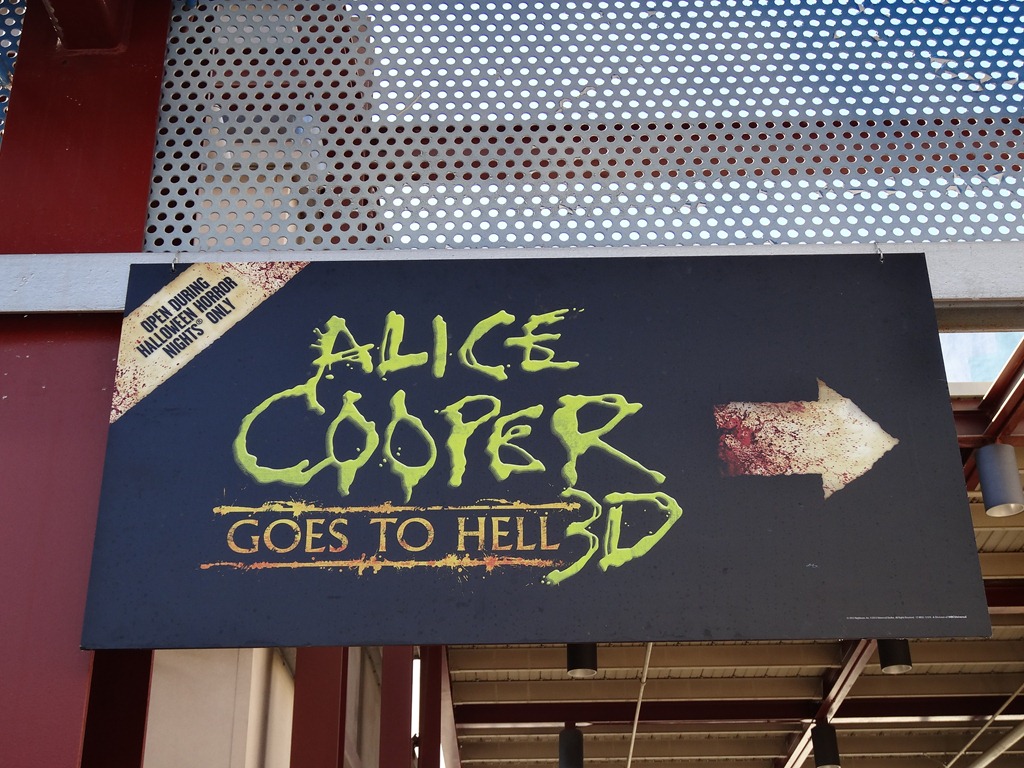 OPEN DURING
HALLOWEEN HORROR
NIGHTS® ONLY
ALICE
COOPER
GOES TO HELL 3D